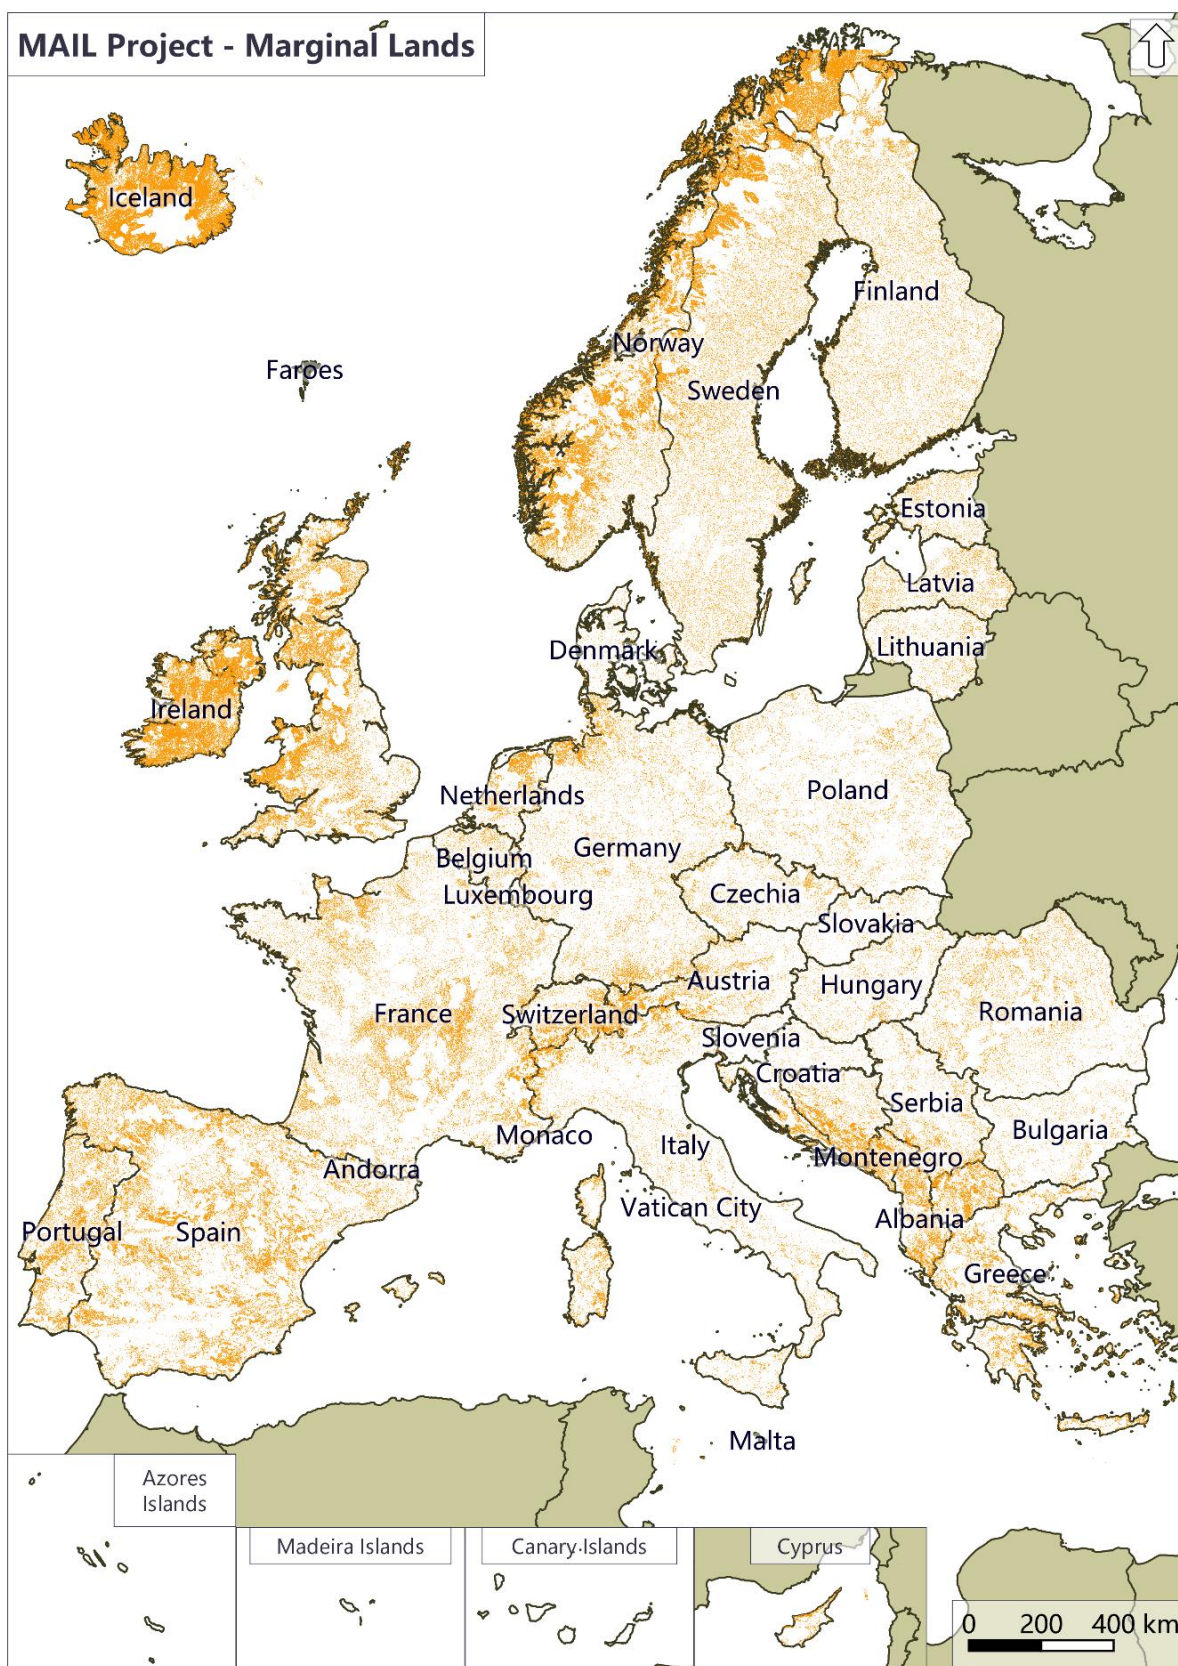 MAIL Project - Marginal Lands
Iceland
Finland
Norway
Faroes
Sweden
Estonia
Latvia
Lithuania
Denmark
Ireland
Poland
Netherlands
Germany
Belgium
Czechia
Luxembourg
Slovakia
Austria
Hungary
France
Switzerland
Romania
Slovenia
Croatia
Serbia
Bulgaria
Monaco
Italy
Montenegro
Andorra
Vatican City
Albania
Portugal
Spain
Greece
Malta
Azores
Islands
Madeira Islands
Canary Islands
Cyprus
0 200 400 km